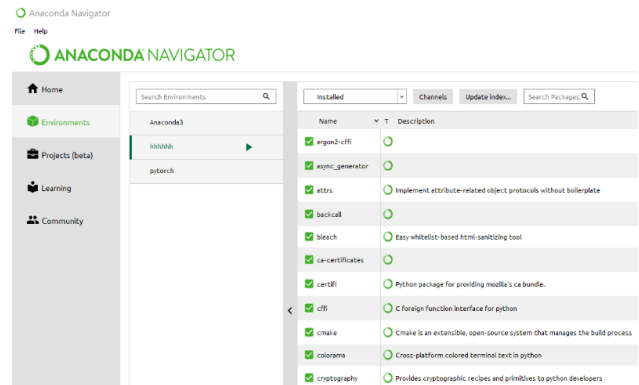 Anaconda Navigator
File Help
ANACONDA NAVIGATOR
Home
Environments
Projects (beta)
Learning
Community
Search Environments
Anaconda3
hhhhhh
pytorch
Installed Channels Update index... Search Packages
Name T Description
argon2-cffi
async_generator
attrs Implement attribute-related object protocols without boilerplate
backcall
bleach Easy whitelist-based html-sanitizing tool
ca-certificates
certifi Python package for providing mozilla's ca bundle.
cffi C foreign function interface for python
cmake Cmake is an extensible, open-source system that manages the build process
colorama Cross-platform colored terminal text in python
cryptography Provides cryptographic recipes and primitives to python developers